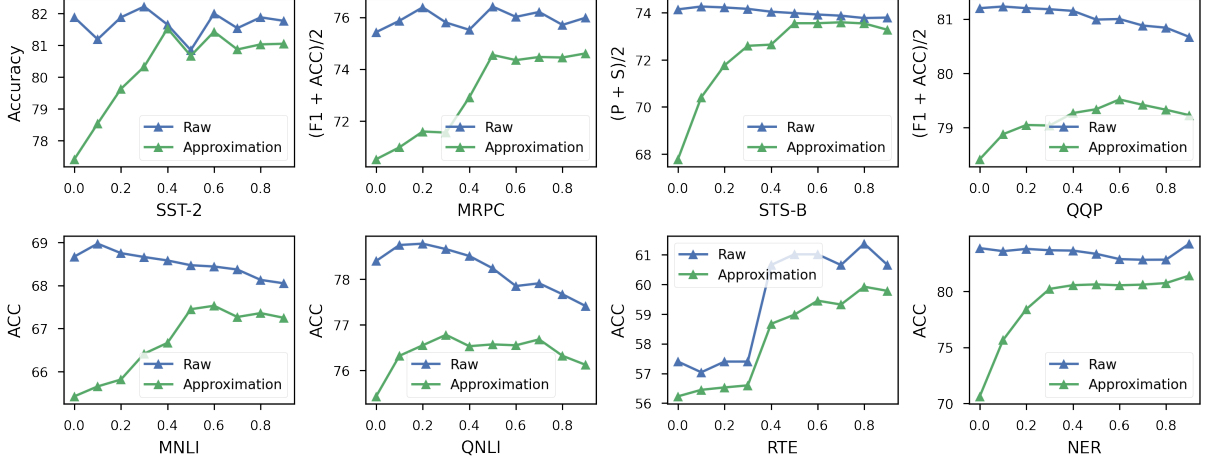 Accuracy
82
81
80
79
78
0.0 0.2 0.4 0.6 0.8
SST-2
Raw
Approximation
(F1 + ACC)/2
76
74
72
0.0 0.2 0.4 0.6 0.8
MRPC
Raw
Approximation
(P + S)/2
74
72
70
68
0.0 0.2 0.4 0.6 0.8
STS-B
Raw
Approximation
(F1 + ACC)/2
81
79
0.0 0.2 0.4 0.6 0.8
QQP
Raw
Approximation
ACC
69
68
67
66
0.0 0.2 0.4 0.6 0.8
MNLI
Raw
Approximation
ACC
78
77
76
0.0 0.2 0.4 0.6 0.8
QNLI
Raw
Approximation
ACC
61
60
59
58
57
56
0.0 0.2 0.4 0.6 0.8
RTE
Raw
Approximation
ACC
80
75
70
0.0 0.2 0.4 0.6 0.8
NER
Raw
Approximation